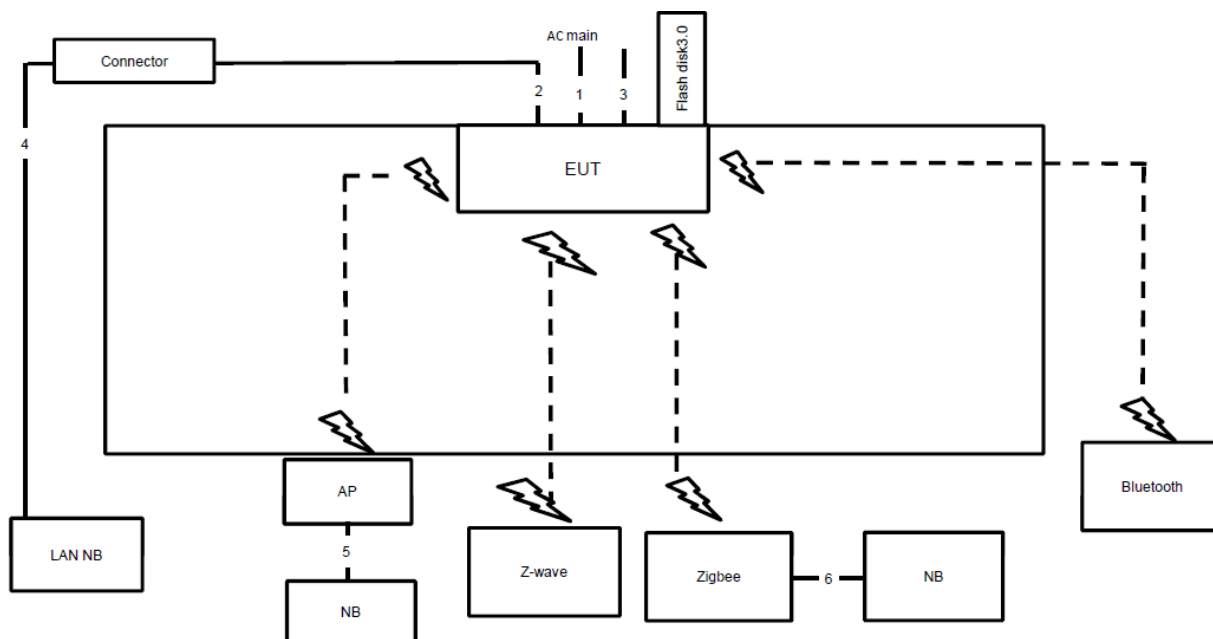 AC main
Flash disk3.0
Connector
2
1
3
4
EUT
AP
Bluetooth
LAN NB
5
Z-wave
Zigbee
6
NB
NB